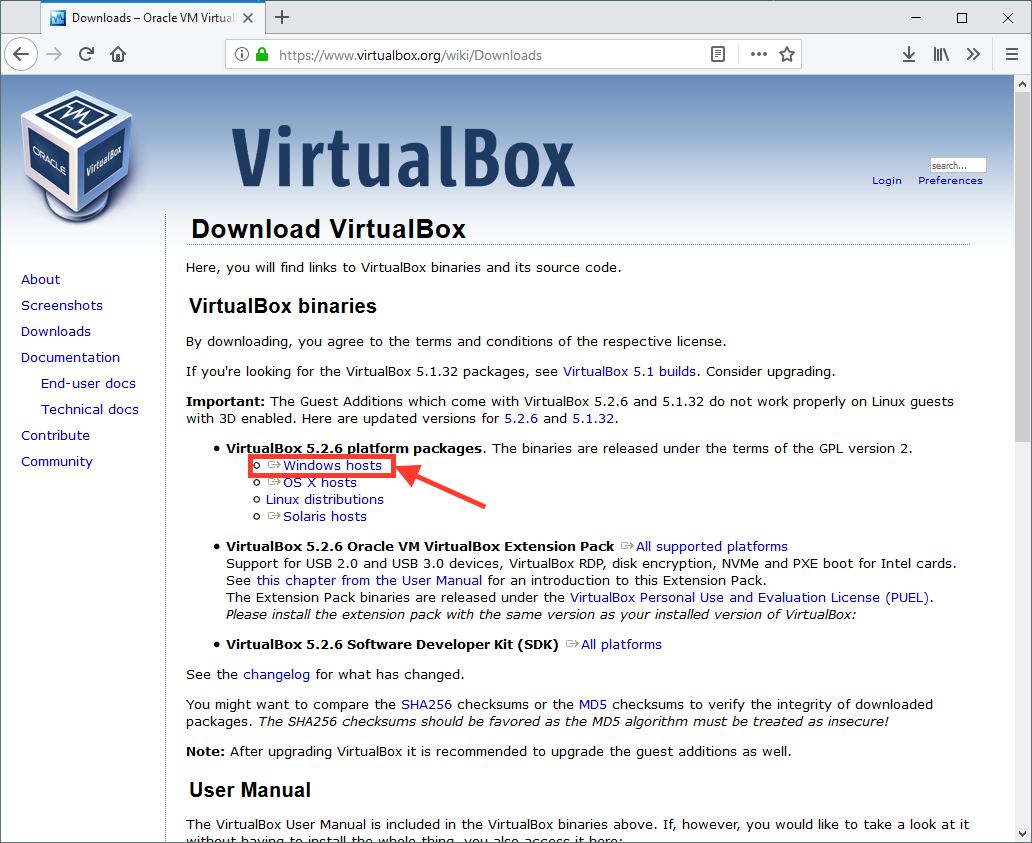 Downloads – Oracle VM Virtual
https://www.virtualbox.org/wiki/Downloads
ORACLE
VirtualBox
VirtualBox
search...
Login Preferences
About
Screenshots
Downloads
Documentation
End-user docs
Technical docs
Contribute
Community
Download VirtualBox
Here, you will find links to VirtualBox binaries and its source code.
VirtualBox binaries
By downloading, you agree to the terms and conditions of the respective license.
If you're looking for the VirtualBox 5.1.32 packages, see VirtualBox 5.1 builds. Consider upgrading.
Important: The Guest Additions which come with VirtualBox 5.2.6 and 5.1.32 do not work properly on Linux guests
with 3D enabled. Here are updated versions for 5.2.6 and 5.1.32.
• VirtualBox 5.2.6 platform packages. The binaries are released under the terms of the GPL version 2.
Windows hosts
OS X hosts
Linux distributions
Solaris hosts
• VirtualBox 5.2.6 Oracle VM VirtualBox Extension Pack All supported platforms
Support for USB 2.0 and USB 3.0 devices, VirtualBox RDP, disk encryption, NVMe and PXE boot for Intel cards.
See this chapter from the User Manual for an introduction to this Extension Pack.
The Extension Pack binaries are released under the VirtualBox Personal Use and Evaluation License (PUEL).
Please install the extension pack with the same version as your installed version of VirtualBox:
• VirtualBox 5.2.6 Software Developer Kit (SDK) All platforms
See the changelog for what has changed.
You might want to compare the SHA256 checksums or the MD5 checksums to verify the integrity of downloaded
packages. The SHA256 checksums should be favored as the MD5 algorithm must be treated as insecure!
Note: After upgrading VirtualBox it is recommended to upgrade the guest additions as well.
User Manual
The VirtualBox User Manual is included in the VirtualBox binaries above. If, however, you would like to take a look at it
without having to install the whole thing, you also access it here: